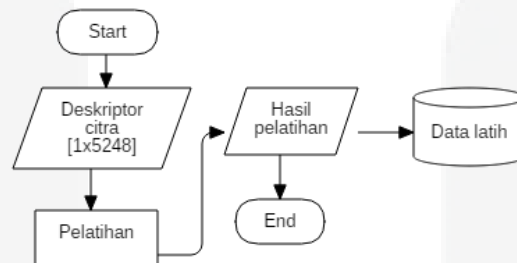 Start
Deskriptor
citra
[1x5248]
Pelatihan
Hasil
pelatihan
End
Data latih